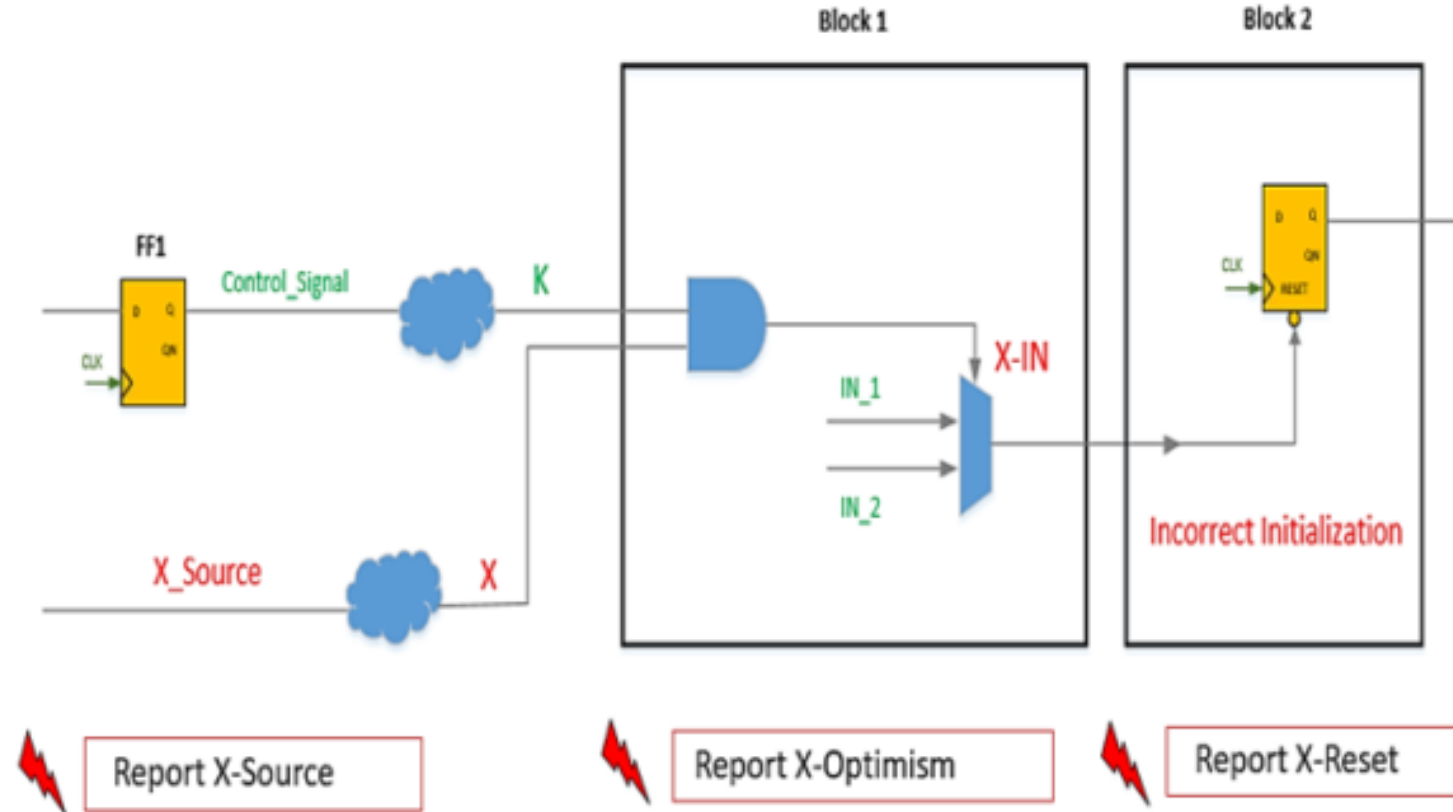 Block 1
Block 2
FF1
D
Q
QN
CLK
Control_Signal
K
X-IN
IN_1
IN_2
D
Q
QN
CLK
RESET
Incorrect Initialization
X_Source
X
Report X-Source
Report X-Optimism
Report X-Reset